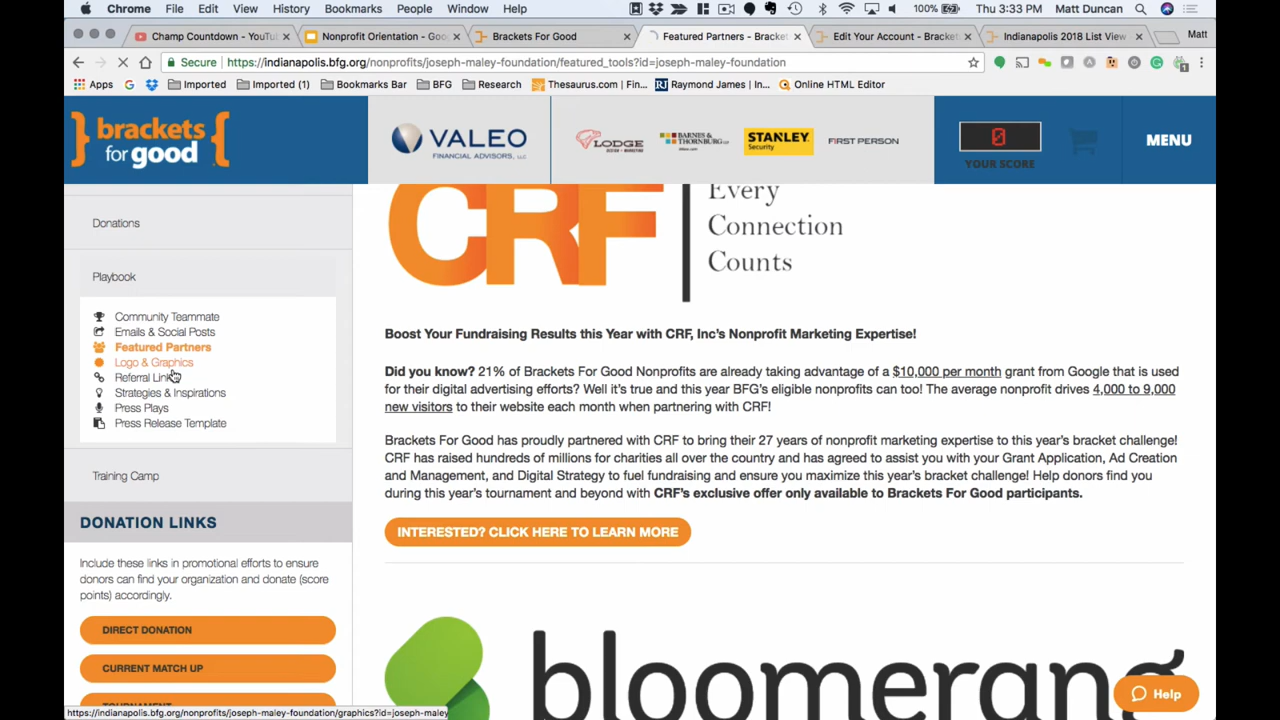 Chrome File Edit View History Bookmarks People Window Help 100% Thu 3:33 PM Matt Duncan
Champ Countdown - YouTu Nonprofit Orientation - Goog Brackets For Good Featured Partners - Bracket Edit Your Account - Bracket Indianapolis 2018 List View Matt
Secure https://indianapolis.bfg.org/nonprofits/joseph-maley-foundation/featured_tools?id=joseph-maley-foundation
Apps Imported Imported (1) Bookmarks Bar BFG Research Thesaurus.com | Fin... Raymond James | In... Online HTML Editor
brackets
for good
VALEO
FINANCIAL ADVISORS, LLC
LODGE
BARNES &
THORNBURG LLP
STANLEY
Security
FIRST PERSON
0
YOUR SCORE
MENU
Donations
Playbook
Community Teammate
Emails & Social Posts
Featured Partners
Logo & Graphics
Referral Link
Strategies & Inspirations
Press Plays
Press Release Template
Training Camp
DONATION LINKS
Include these links in promotional efforts to ensure
donors can find your organization and donate (score
points) accordingly.
DIRECT DONATION
CURRENT MATCH UP
TOURNAMENT
CRF
Every
Connection
Counts
Boost Your Fundraising Results this Year with CRF, Inc's Nonprofit Marketing Expertise!
Did you know? 21% of Brackets For Good Nonprofits are already taking advantage of a $10,000 per month grant from Google that is used
for their digital advertising efforts? Well it's true and this year BFG's eligible nonprofits can too! The average nonprofit drives 4,000 to 9,000
new visitors to their website each month when partnering with CRF!
Brackets For Good has proudly partnered with CRF to bring their 27 years of nonprofit marketing expertise to this year's bracket challenge!
CRF has raised hundreds of millions for charities all over the country and has agreed to assist you with your Grant Application, Ad Creation
and Management, and Digital Strategy to fuel fundraising and ensure you maximize this year's bracket challenge! Help donors find you
during this year's tournament and beyond with CRF's exclusive offer only available to Brackets For Good participants.
INTERESTED? CLICK HERE TO LEARN MORE
bloomerang
Help
https://indianapolis.bfg.org/nonprofits/joseph-maley-foundation/graphics?id=joseph-maley